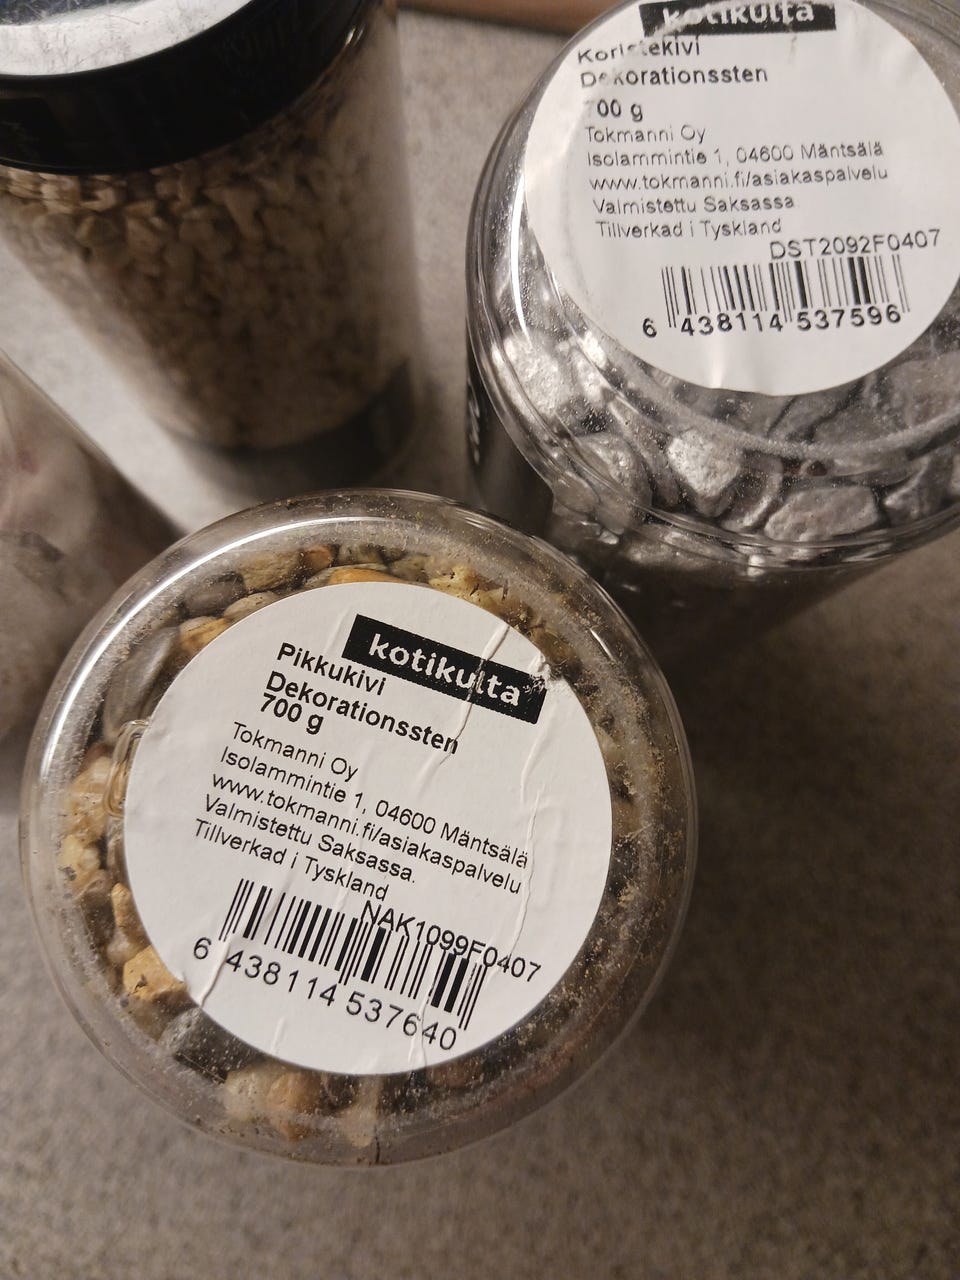 kotikulta
Koristekivi
Dekorationssten
700 g
Tokmanni Oy
Isolammintie 1, 04600 Mäntsälä
www.tokmanni.fi/asiakaspalvelu
Valmistettu Saksassa
Tillverkad i Tyskland
DST2092F0407
6 438114 537596
kotikulta
Pikkukivi
Dekorationssten
700 g
Tokmanni Oy
Isolammintie 1, 04600 Mäntsälä
www.tokmanni.fi/asiakaspalvelu
Valmistettu Saksassa.
Tillverkad i Tyskland
NAK1099F0407
6 438114 537640